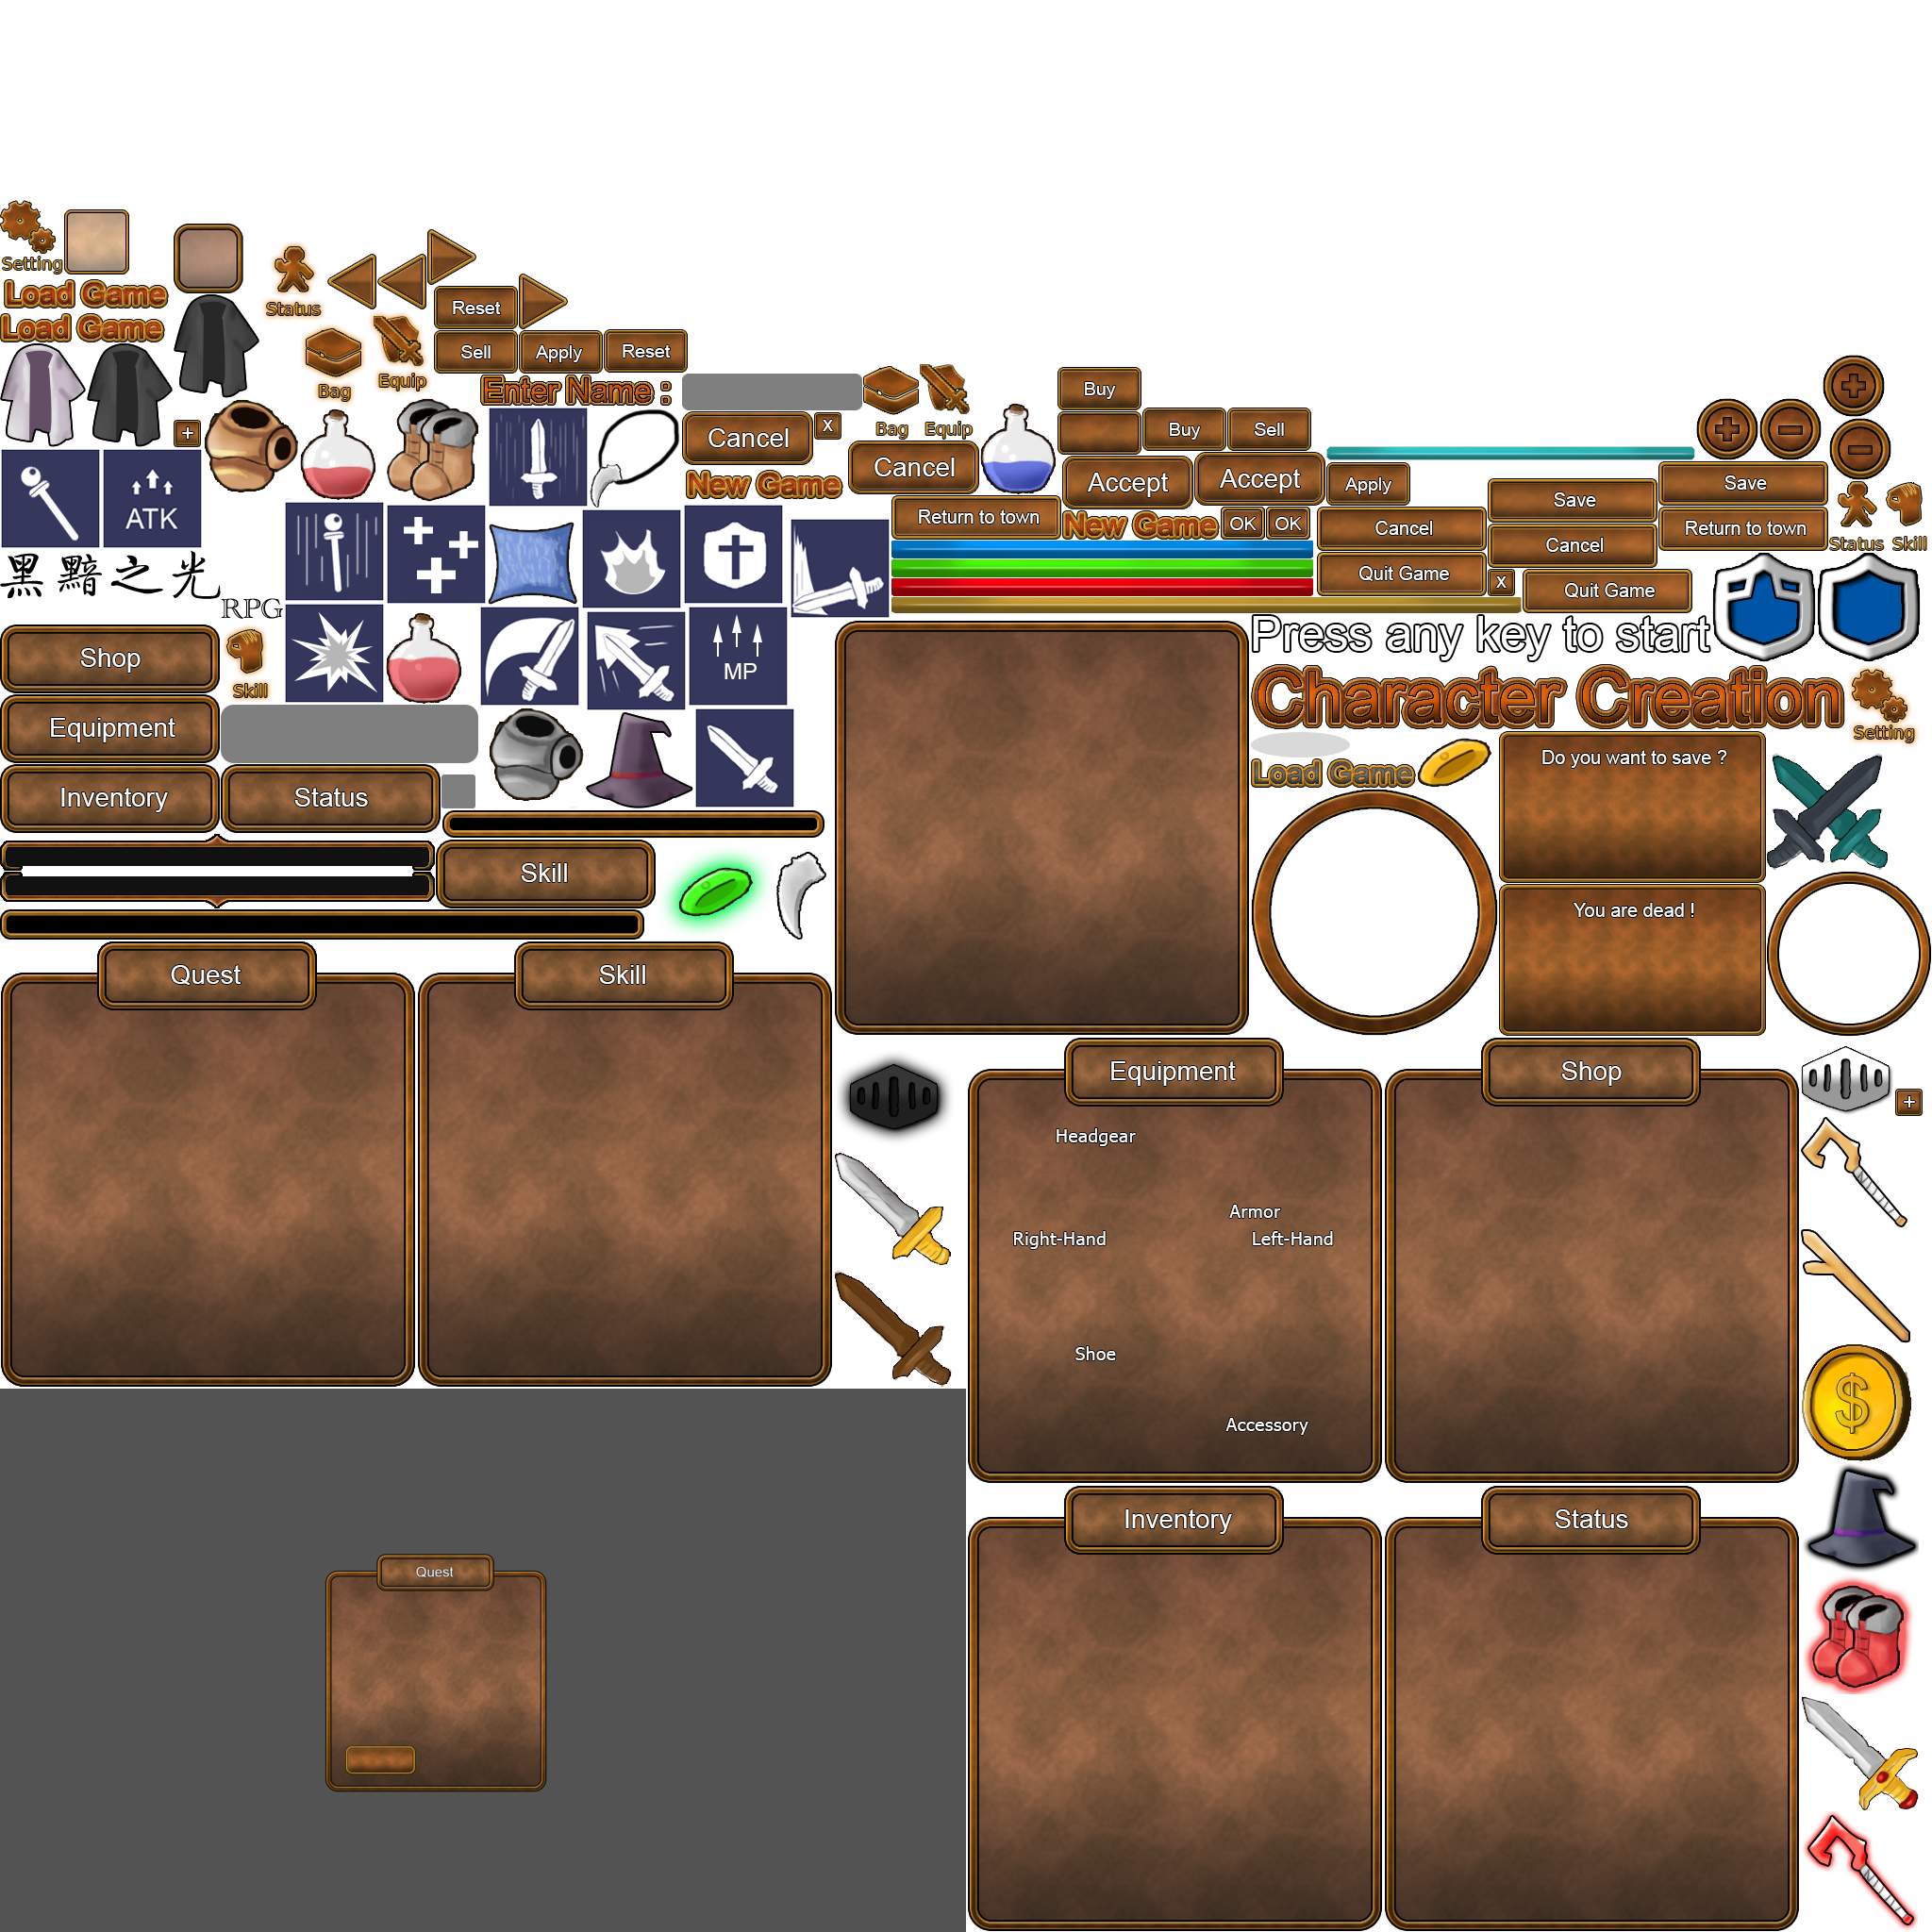 Setting
Load Game
Load Game
Status
Bag
Equip
Reset
Sell
Apply
Reset
Enter Name :
Cancel
X
New Game
Bag
Equip
Cancel
Buy
Buy
Sell
Accept
Accept
Apply
Return to town
New Game
OK
OK
Cancel
Save
Cancel
Save
Return to town
Status
Skill
Quit Game
X
Quit Game
+
ATK
黑黯之光
RPG
MP
Press any key to start
Character Creation
Setting
Load Game
Shop
Skill
Equipment
Inventory
Status
Skill
Do you want to save ?
You are dead !
Quest
Skill
Equipment
Headgear
Armor
Right-Hand
Left-Hand
Shoe
Accessory
Shop
+
$
Inventory
Status
Quest